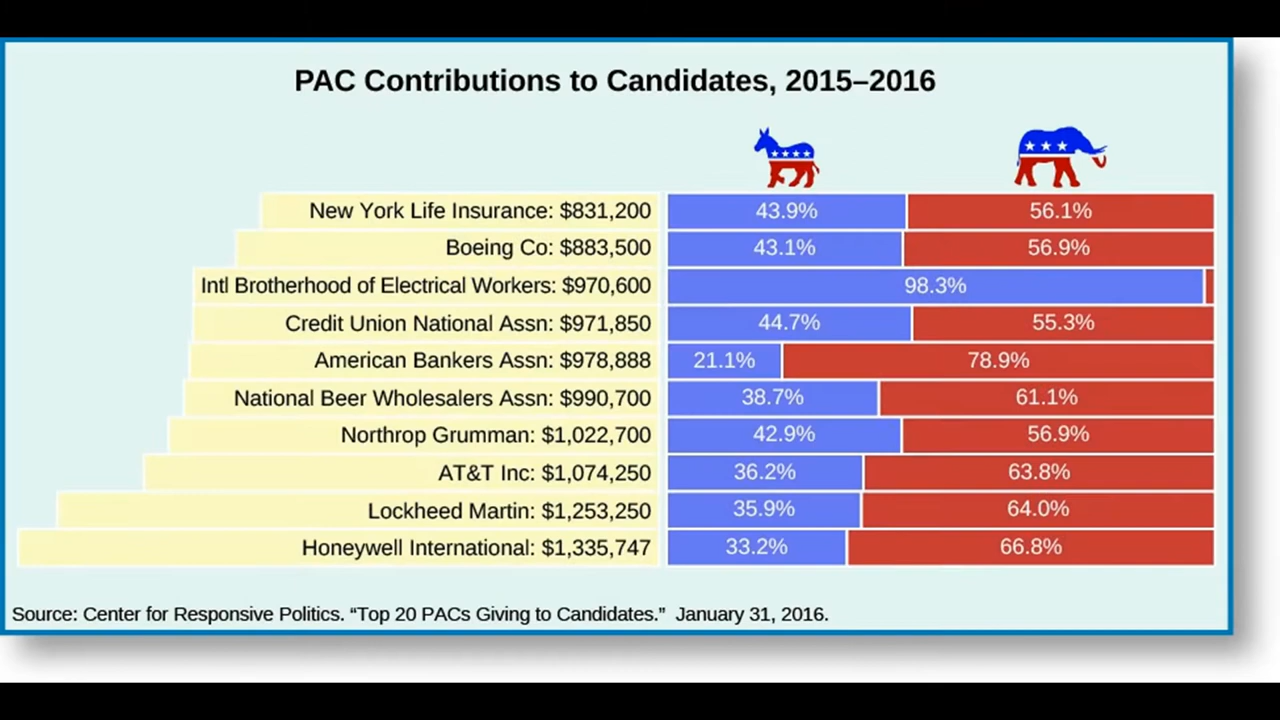 PAC Contributions to Candidates, 2015–2016
New York Life Insurance: $831,200 43.9% 56.1%
Boeing Co: $883,500 43.1% 56.9%
Intl Brotherhood of Electrical Workers: $970,600 98.3%
Credit Union National Assn: $971,850 44.7% 55.3%
American Bankers Assn: $978,888 21.1% 78.9%
National Beer Wholesalers Assn: $990,700 38.7% 61.1%
Northrop Grumman: $1,022,700 42.9% 56.9%
AT&T Inc: $1,074,250 36.2% 63.8%
Lockheed Martin: $1,253,250 35.9% 64.0%
Honeywell International: $1,335,747 33.2% 66.8%
Source: Center for Responsive Politics. “Top 20 PACs Giving to Candidates.” January 31, 2016.